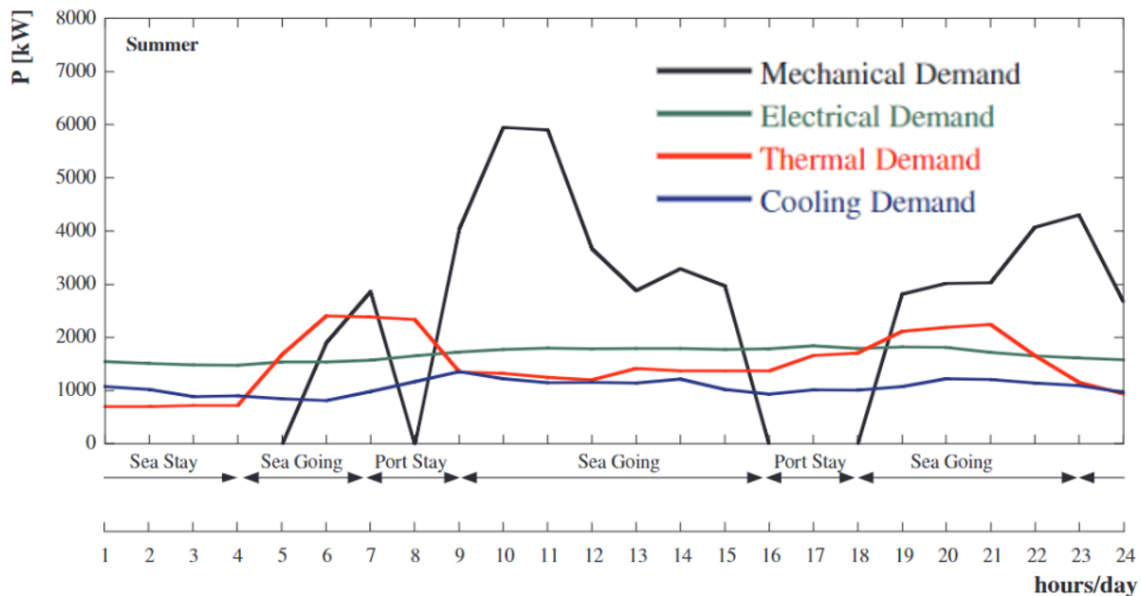 P [kW]
8000
7000
6000
5000
4000
3000
2000
1000
0
Summer
Mechanical Demand
Electrical Demand
Thermal Demand
Cooling Demand
Sea Stay Sea Going Port Stay Sea Going Port Stay Sea Going
1 2 3 4 5 6 7 8 9 10 11 12 13 14 15 16 17 18 19 20 21 22 23 24
hours/day